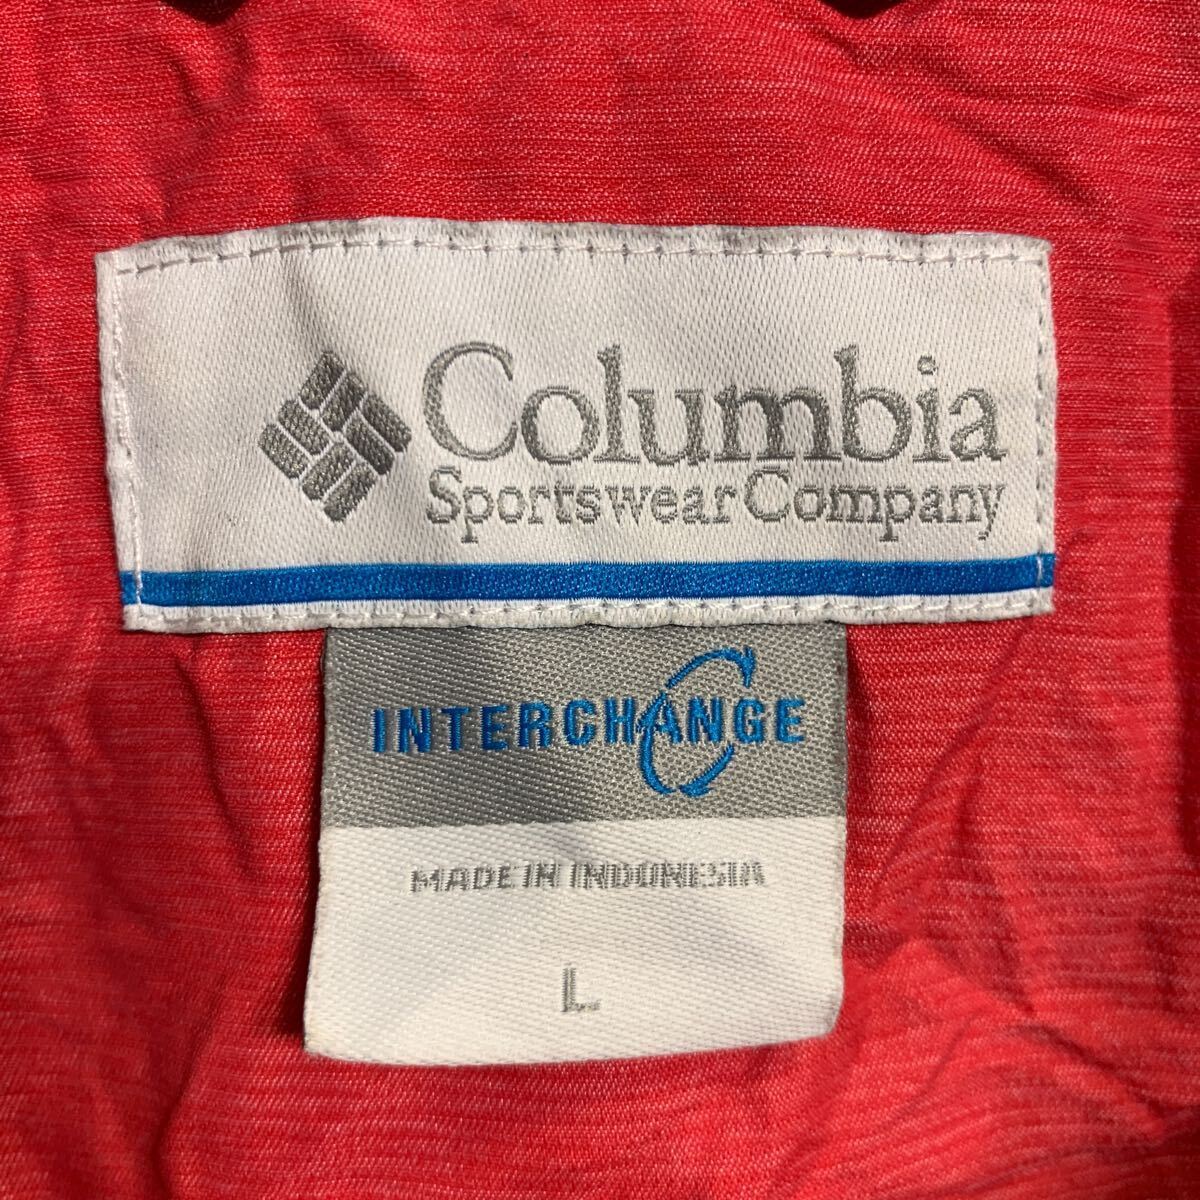 Columbia
Sportswear Company
INTERCHANGE
MADE IN INDONESIA
L